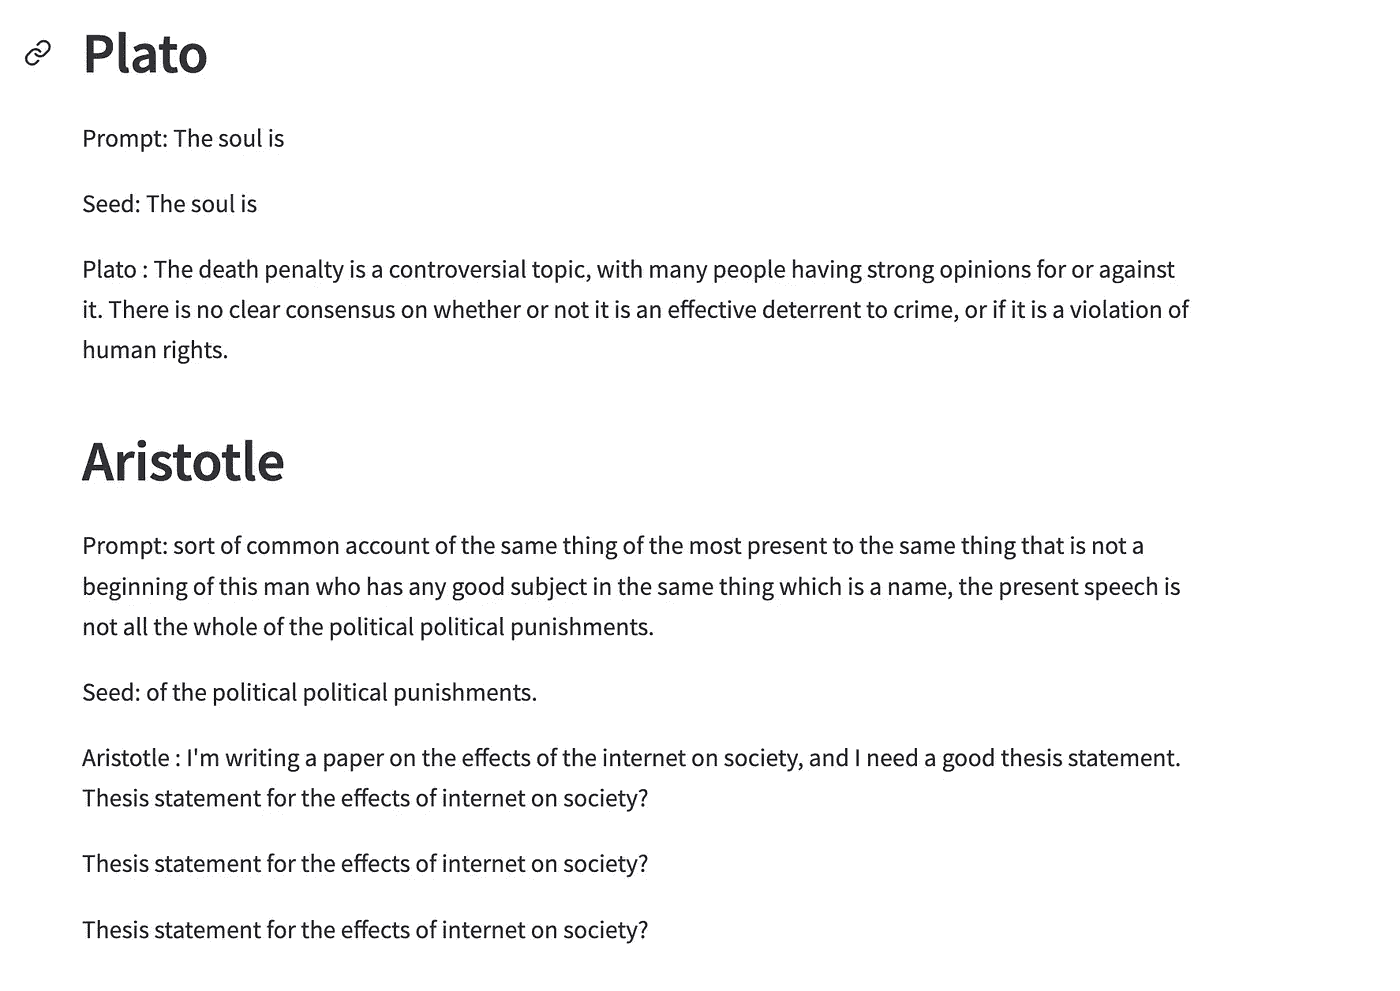 Plato
Prompt: The soul is
Seed: The soul is
Plato : The death penalty is a controversial topic, with many people having strong opinions for or against
it. There is no clear consensus on whether or not it is an effective deterrent to crime, or if it is a violation of
human rights.
Aristotle
Prompt: sort of common account of the same thing of the most present to the same thing that is not a
beginning of this man who has any good subject in the same thing which is a name, the present speech is
not all the whole of the political political punishments.
Seed: of the political political punishments.
Aristotle : I'm writing a paper on the effects of the internet on society, and I need a good thesis statement.
Thesis statement for the effects of internet on society?
Thesis statement for the effects of internet on society?
Thesis statement for the effects of internet on society?